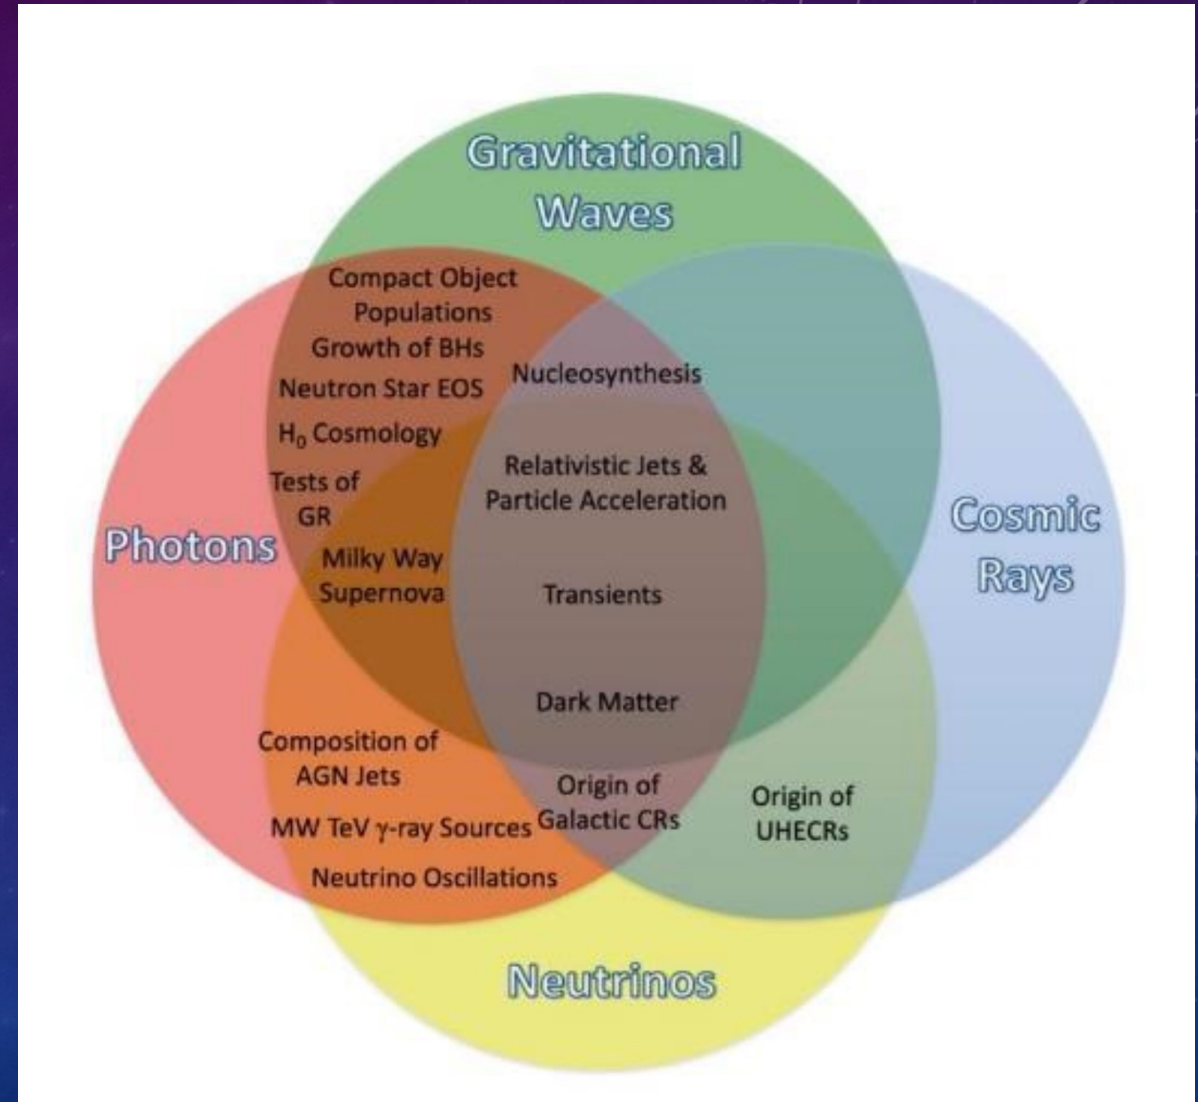 Gravitational
Waves
Compact Object
Populations
Growth of BHs
Nucleosynthesis
Neutron Star EOS
H₀ Cosmology
Relativistic Jets &
Particle Acceleration
Tests of
GR
Photons
Cosmic
Rays
Milky Way
Supernova
Transients
Dark Matter
Composition of
AGN Jets
Origin of
Galactic CRs
Origin of
UHECRs
MW TeV γ-ray Sources
Neutrino Oscillations
Neutrinos